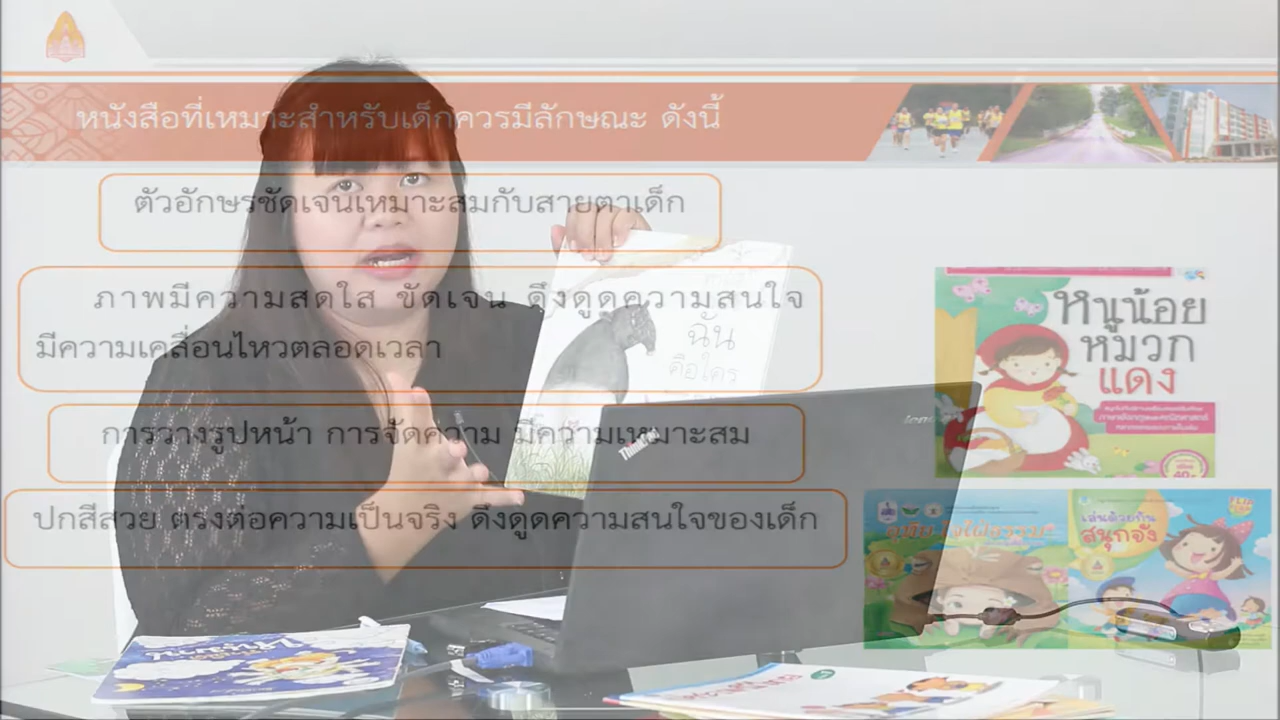 หนังสือที่เหมาะสำหรับเด็กควรมีลักษณะ ดังนี้
ตัวอักษรชัดเจนเหมาะสมกับสายตาเด็ก
ภาพมีความสดใส ขัดเจน ดึงดูดความสนใจ
มีความเคลื่อนไหวตลอดเวลา
การวางรูปหน้า การจัดความ มีความเหมาะสม
ปกสีสวย ตรงต่อความเป็นจริง ดึงดูดความสนใจของเด็ก
ฉัน
คือใคร
หนูน้อย
หมวก
แดง
เล่นด้วยกัน
สนุกจัง